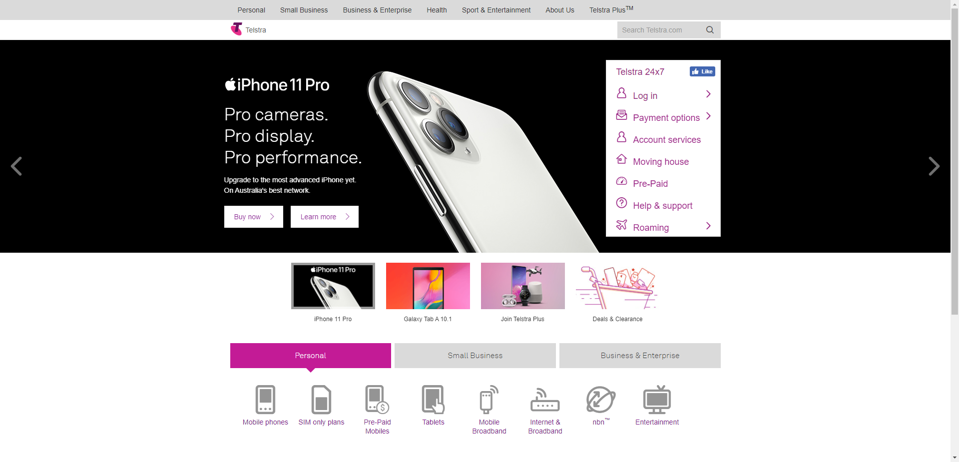 Personal
Small Business
Business & Enterprise
Health
Sport & Entertainment
About Us
Telstra Plus™
Telstra
Search Telstra.com
iPhone 11 Pro
Pro cameras.
Pro display.
Pro performance.
Upgrade to the most advanced iPhone yet.
On Australia's best network.
Buy now
Learn more
Telstra 24x7
Like
Log in
Payment options
Account services
Moving house
Pre-Paid
Help & support
Roaming
iPhone 11 Pro
iPhone 11 Pro
Galaxy Tab A 10.1
Join Telstra Plus
Deals & Clearance
Personal
Small Business
Business & Enterprise
Mobile phones
SIM only plans
Pre-Paid
Mobiles
Tablets
Mobile
Broadband
Internet &
Broadband
nbn™
Entertainment